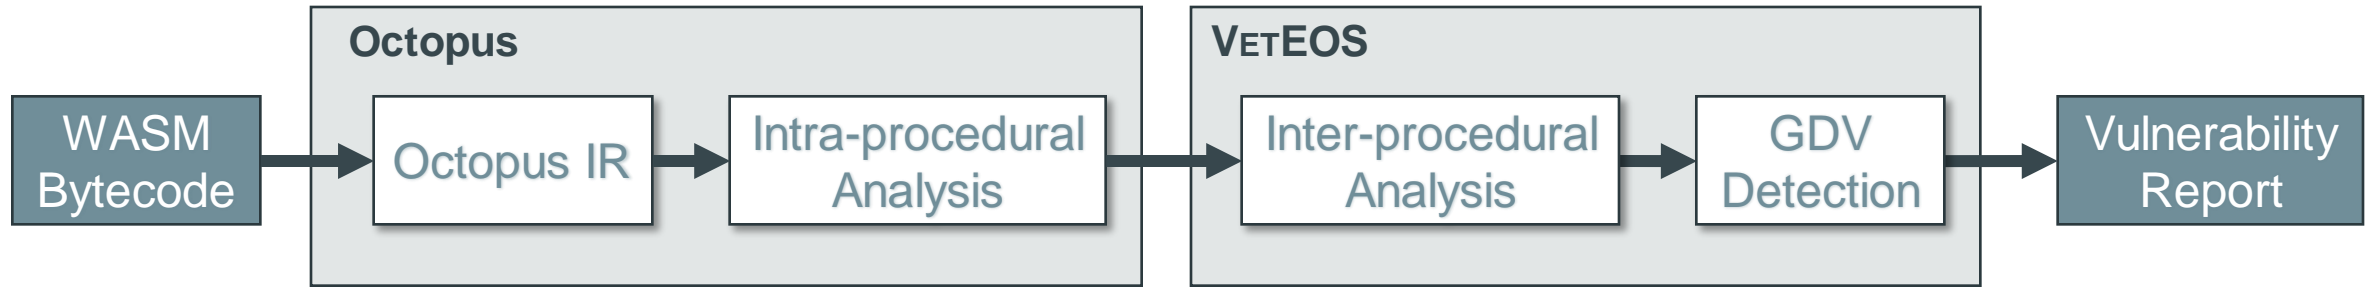 Octopus
VETEOS
WASM
Bytecode
Octopus IR
Intra-procedural
Analysis
Inter-procedural
Analysis
GDV
Detection
Vulnerability
Report